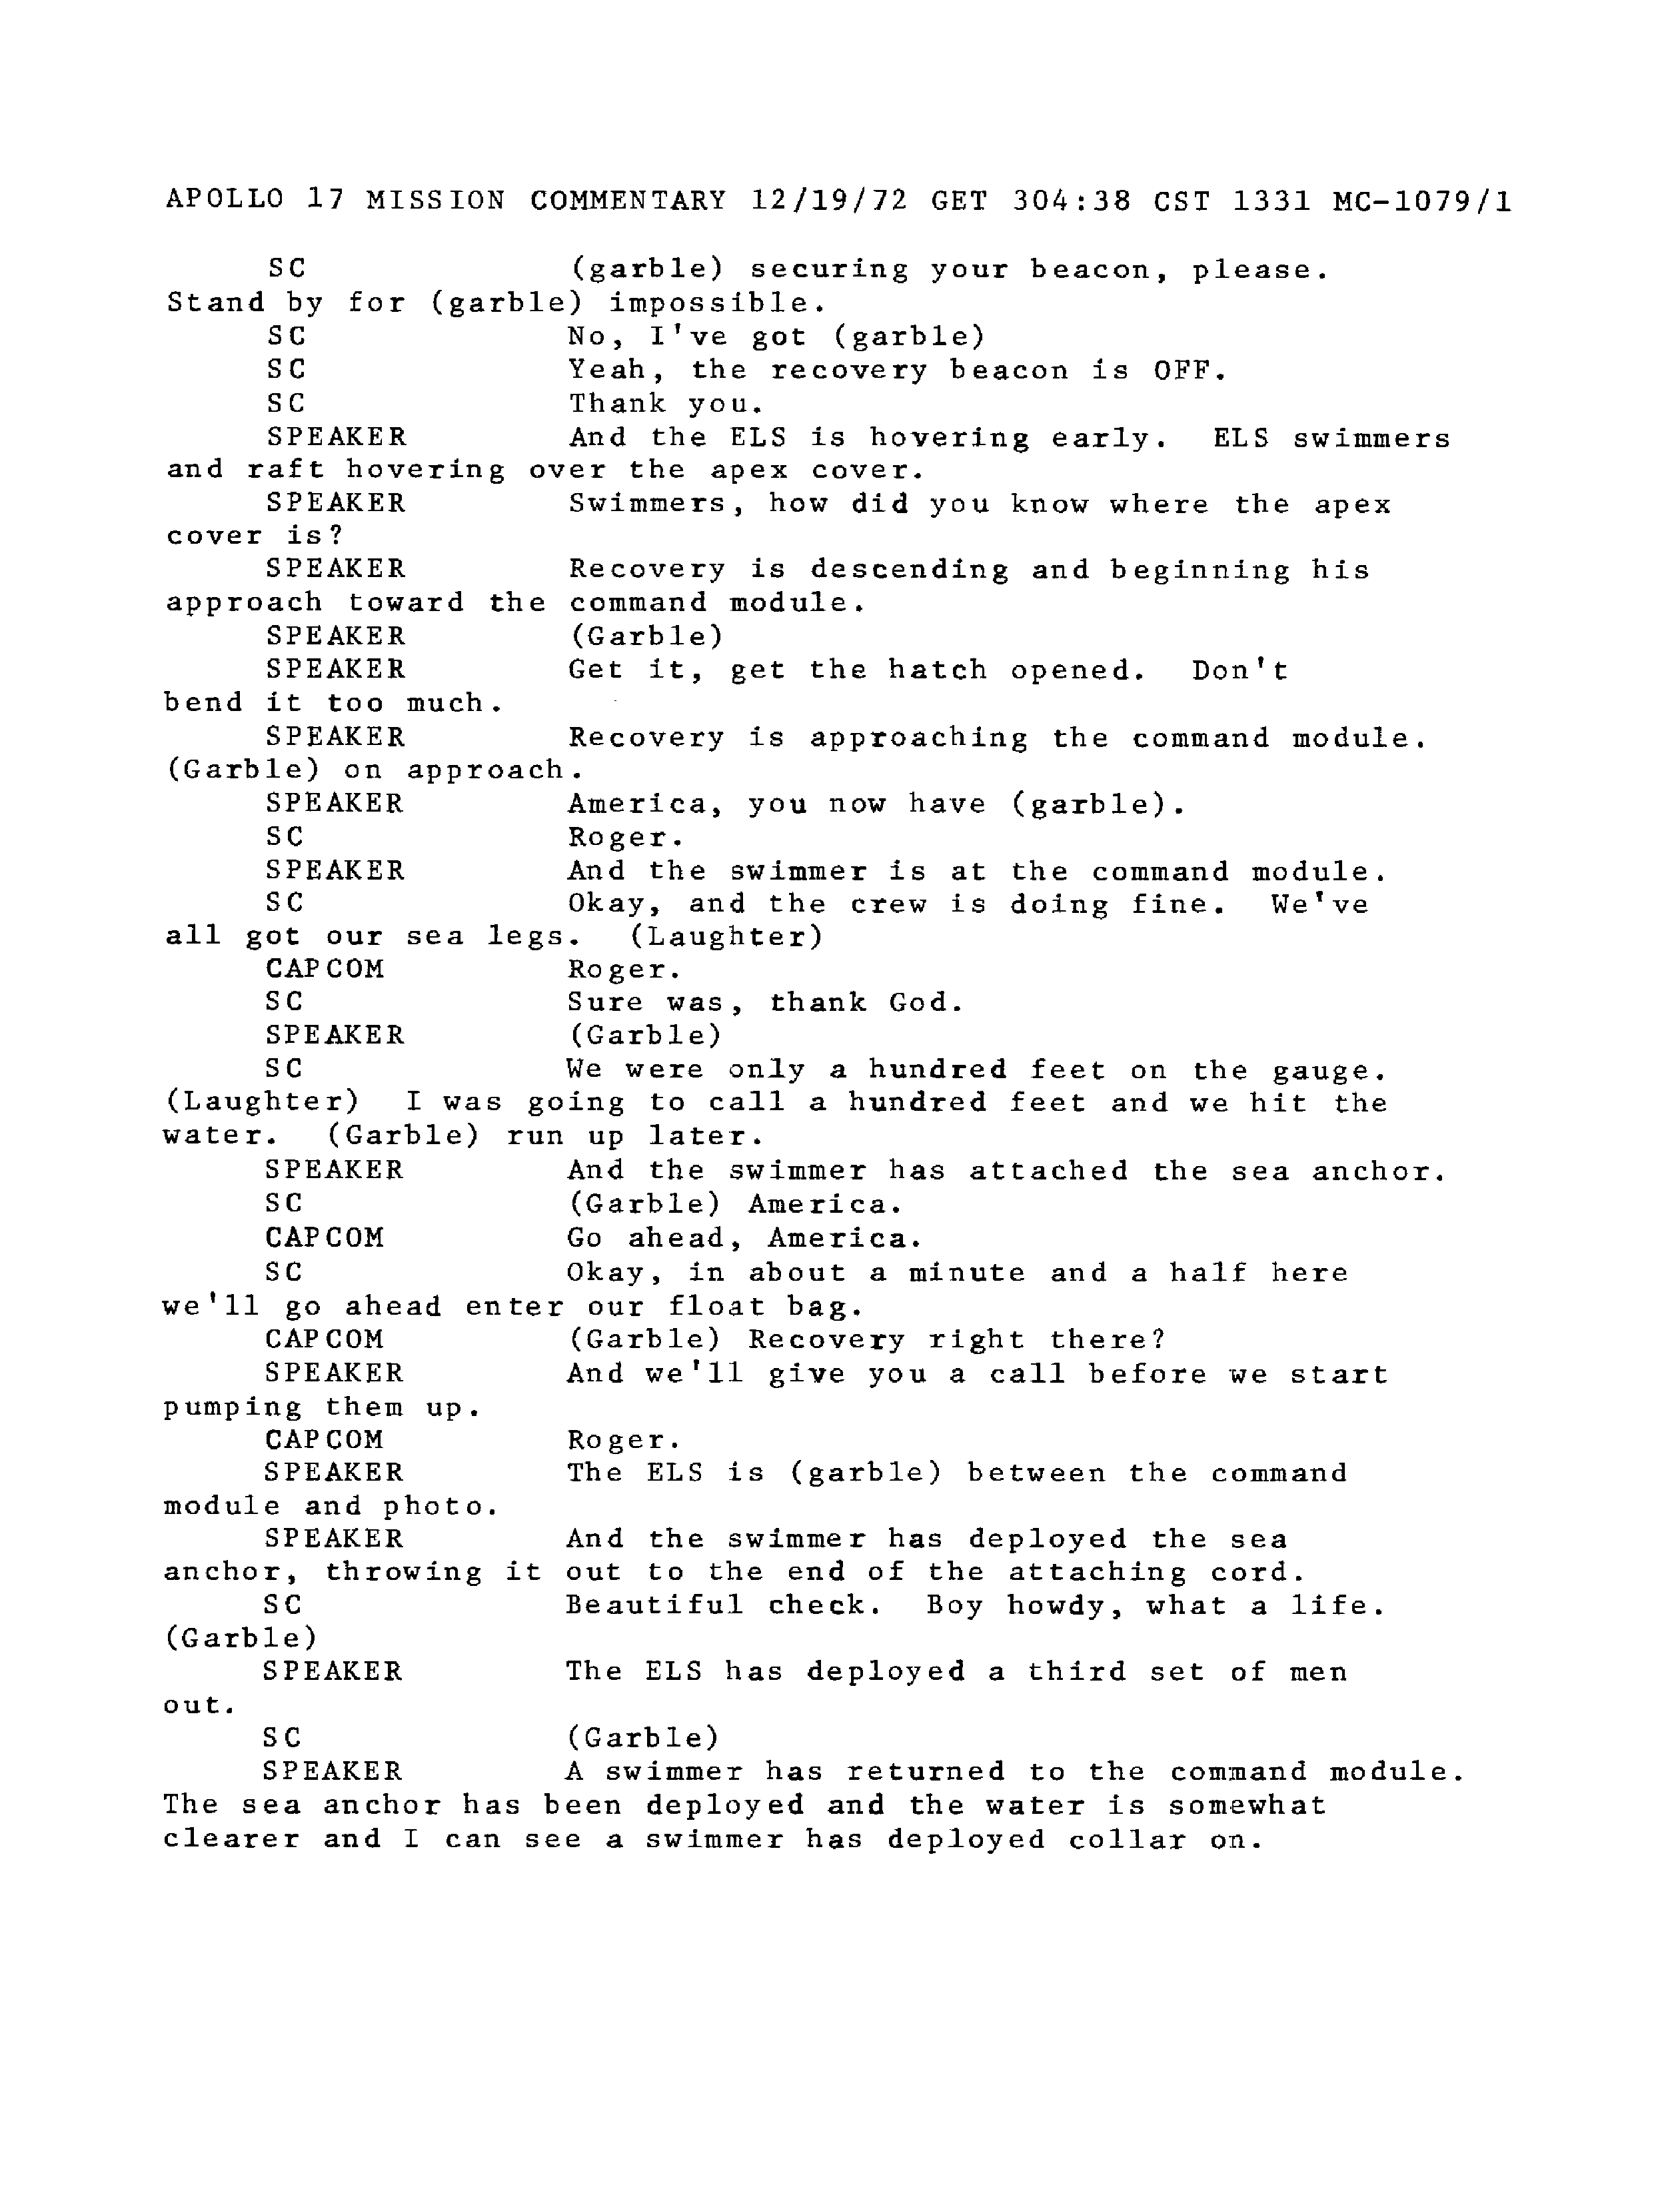 APOLLO 17 MISSION COMMENTARY 12/19/72 GET 304:38 CST 1331 MC-1079/1
SC (garble) securing your beacon, please.
Stand by for (garble) impossible.
SC No, I've got (garble)
SC Yeah, the recovery beacon is OFF.
SC Thank you.
SPEAKER And the ELS is hovering early. ELS swimmers
and raft hovering over the apex cover.
SPEAKER Swimmers, how did you know where the apex
cover is?
SPEAKER Recovery is descending and beginning his
approach toward the command module.
SPEAKER (Garble)
SPEAKER Get it, get the hatch opened. Don't
bend it too much.
SPEAKER Recovery is approaching the command module.
(Garble) on approach.
SPEAKER America, you now have (garble).
SC Roger.
SPEAKER And the swimmer is at the command module.
SC Okay, and the crew is doing fine. We've
all got our sea legs. (Laughter)
CAPCOM Roger.
SC Sure was, thank God.
SPEAKER (Garble)
SC We were only a hundred feet on the gauge.
(Laughter) I was going to call a hundred feet and we hit the
water. (Garble) run up later.
SPEAKER And the swimmer has attached the sea anchor.
SC (Garble) America.
CAPCOM Go ahead, America.
SC Okay, in about a minute and a half here
we'll go ahead enter our float bag.
CAPCOM (Garble) Recovery right there?
SPEAKER And we'll give you a call before we start
pumping them up.
CAPCOM Roger.
SPEAKER The ELS is (garble) between the command
module and photo.
SPEAKER And the swimmer has deployed the sea
anchor, throwing it out to the end of the attaching cord.
SC Beautiful check. Boy howdy, what a life.
(Garble)
SPEAKER The ELS has deployed a third set of men
out.
SC (Garble)
SPEAKER A swimmer has returned to the command module.
The sea anchor has been deployed and the water is somewhat
clearer and I can see a swimmer has deployed collar on.